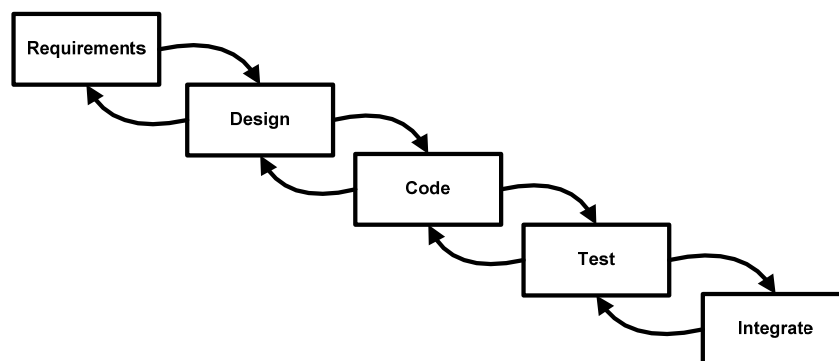 Requirements
Design
Code
Test
Integrate